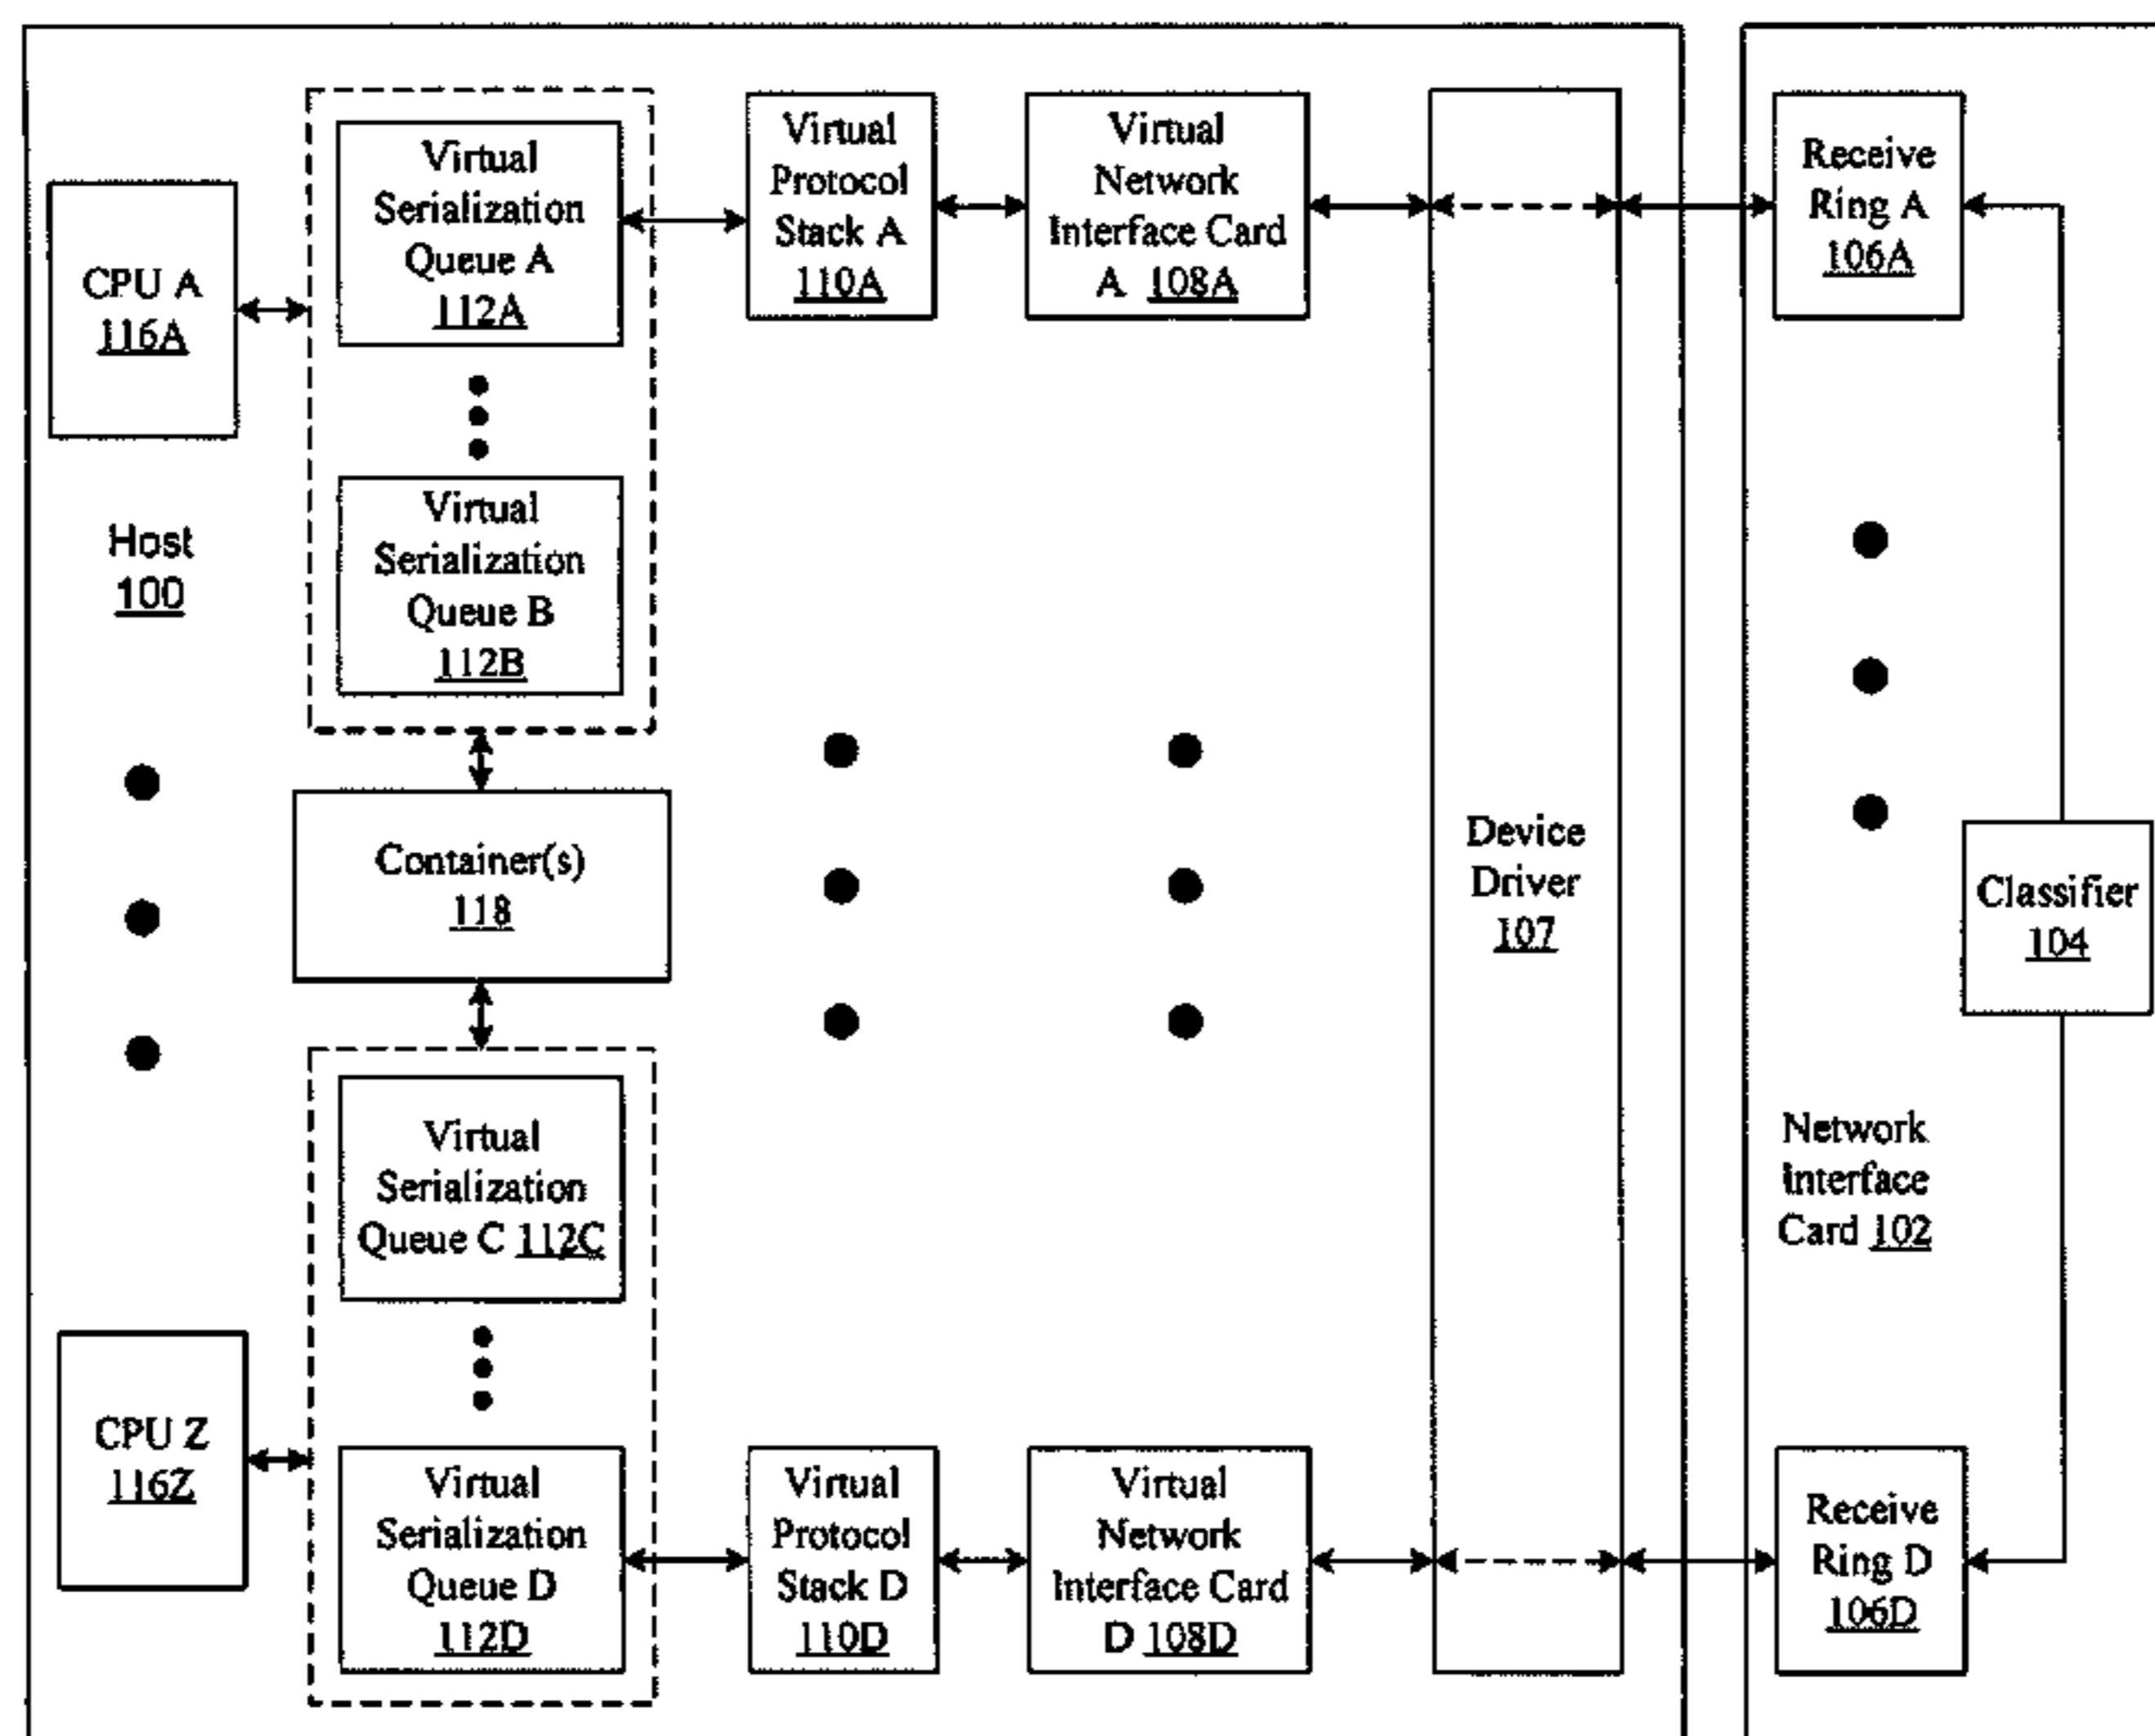 CPU A
116A
Host
100
Virtual
Serialization
Queue A
112A
Virtual
Serialization
Queue B
112B
Virtual
Protocol
Stack A
110A
Virtual
Network
Interface Card
A 108A
Receive
Ring A
106A
Container(s)
118
Device
Driver
107
Classifier
104
Network
Interface
Card 102
Virtual
Serialization
Queue C 112C
CPU Z
116Z
Virtual
Serialization
Queue D
112D
Virtual
Protocol
Stack D
110D
Virtual
Network
Interface Card
D 108D
Receive
Ring D
106D